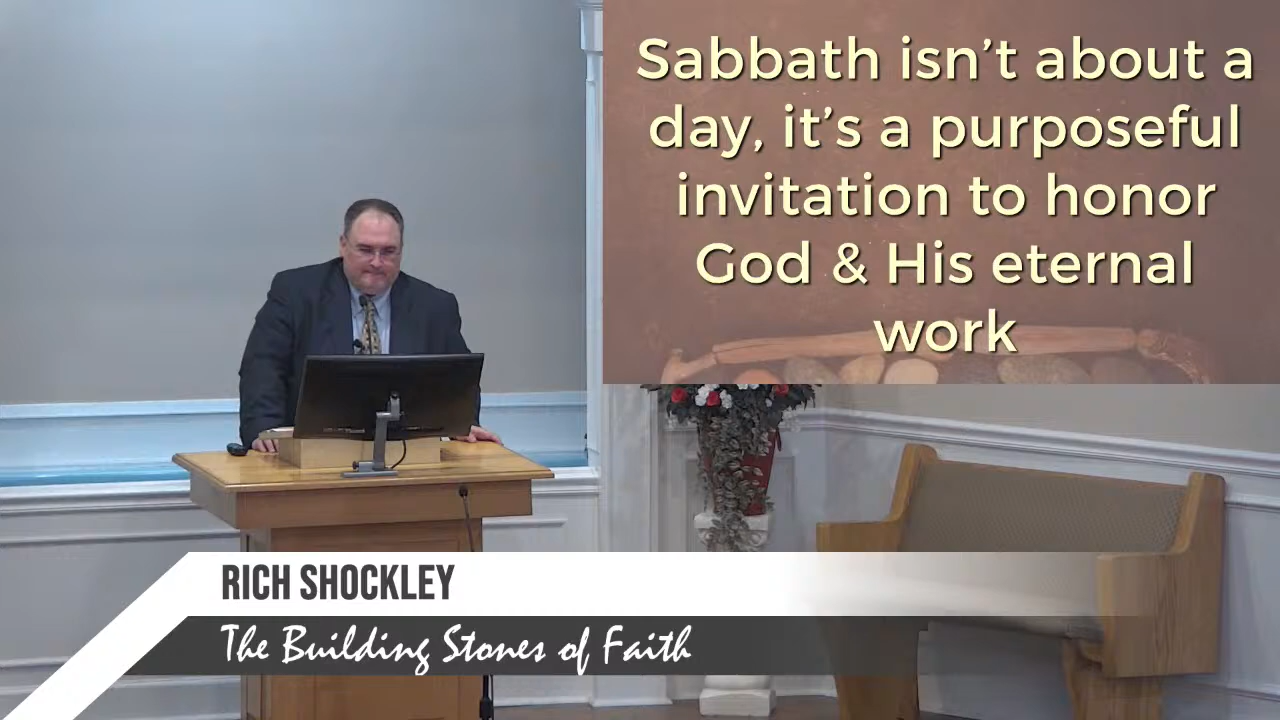 Sabbath isn’t about a
day, it’s a purposeful
invitation to honor
God & His eternal
work
RICH SHOCKLEY
The Building Stones of Faith